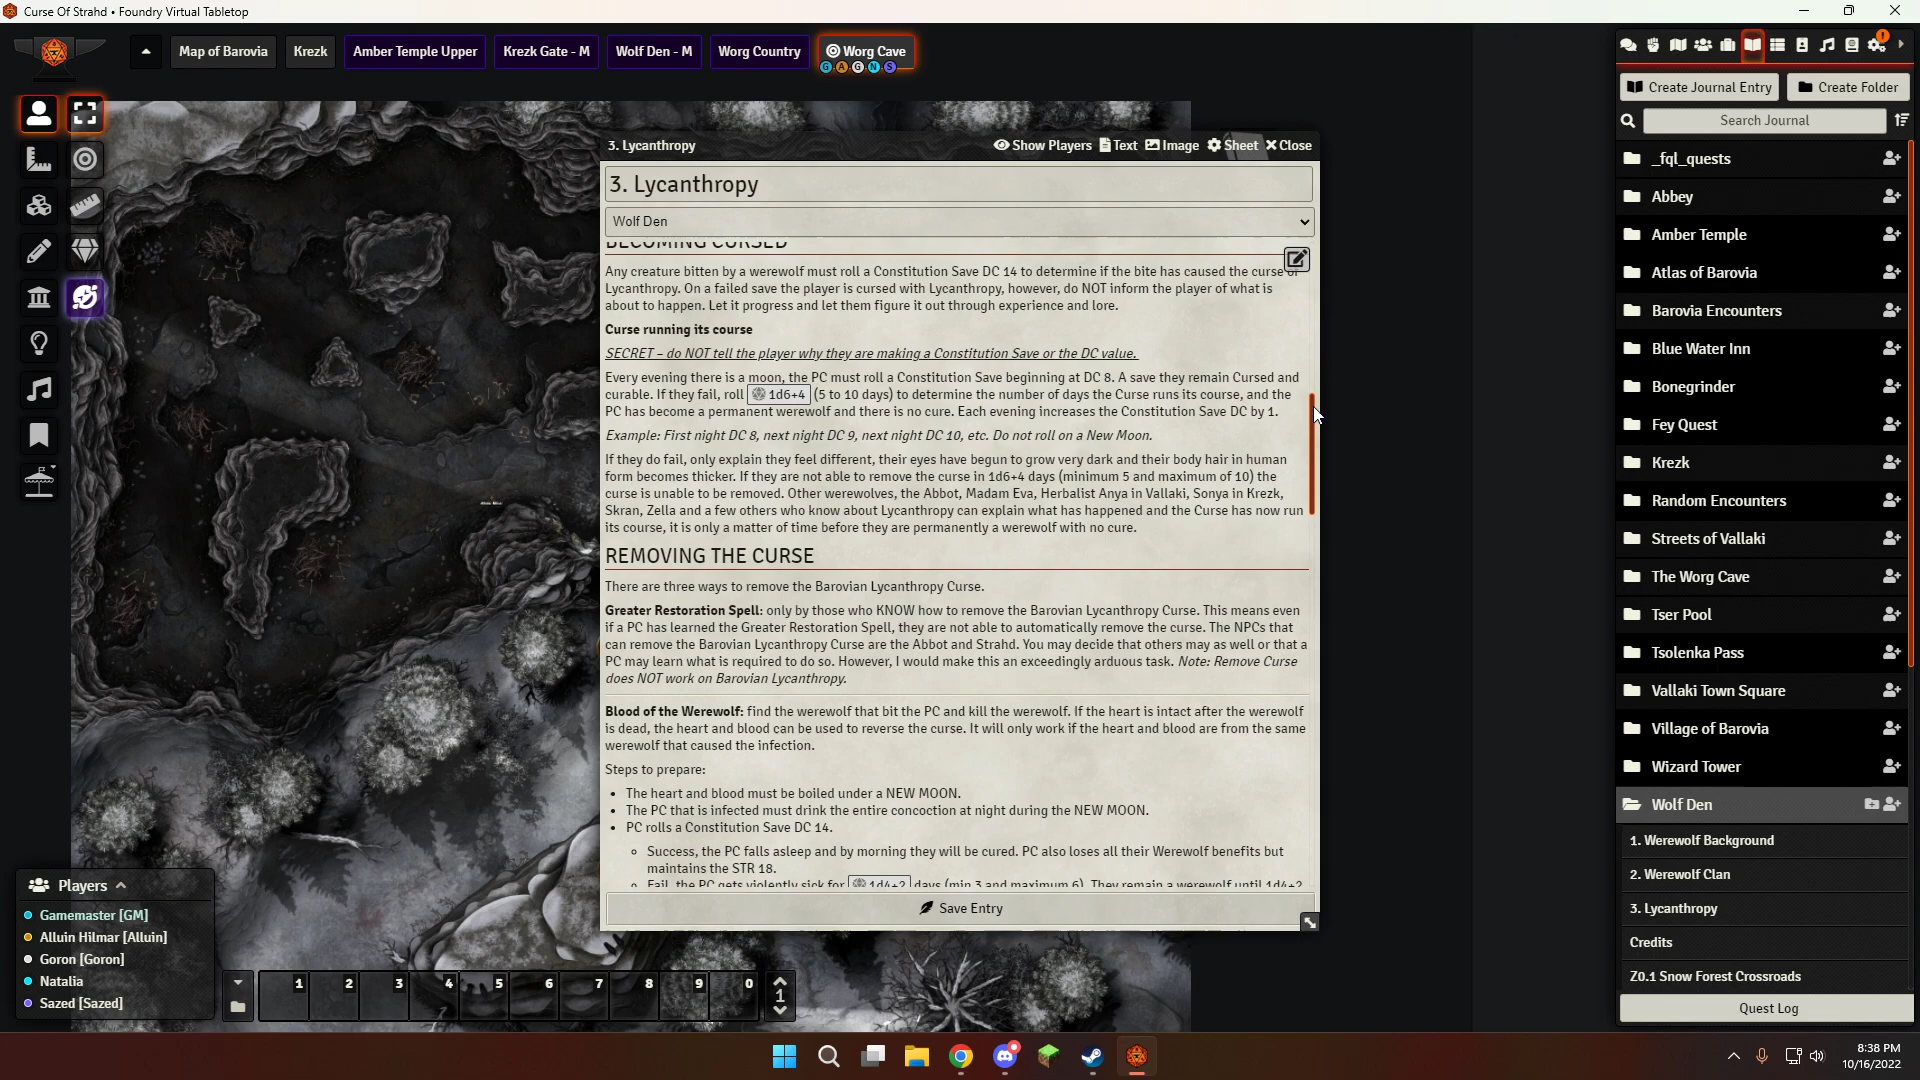 Curse Of Strahd • Foundry Virtual Tabletop
Map of Barovia
Krezk
Amber Temple Upper
Krezk Gate - M
Wolf Den - M
Worg Country
Worg Cave
G A G N S
3. Lycanthropy
Show Players Text Image Sheet Close
3. Lycanthropy
Wolf Den
BECOMING CURSED
Any creature bitten by a werewolf must roll a Constitution Save DC 14 to determine if the bite has caused the curse of
Lycanthropy. On a failed save the player is cursed with Lycanthropy, however, do NOT inform the player of what is
about to happen. Let it progress and let them figure it out through experience and lore.
Curse running its course
SECRET – do NOT tell the player why they are making a Constitution Save or the DC value.
Every evening there is a moon, the PC must roll a Constitution Save beginning at DC 8. A save they remain Cursed and
curable. If they fail, roll 1d6+4 (5 to 10 days) to determine the number of days the Curse runs its course, and the
PC has become a permanent werewolf and there is no cure. Each evening increases the Constitution Save DC by 1.
Example: First night DC 8, next night DC 9, next night DC 10, etc. Do not roll on a New Moon.
If they do fail, only explain they feel different, their eyes have begun to grow very dark and their body hair in human
form becomes thicker. If they are not able to remove the curse in 1d6+4 days (minimum 5 and maximum of 10) the
curse is unable to be removed. Other werewolves, the Abbot, Madam Eva, Herbalist Anya in Vallaki, Sonya in Krezk,
Skran, Zella and a few others who know about Lycanthropy can explain what has happened and the Curse has now run
its course, it is only a matter of time before they are permanently a werewolf with no cure.
REMOVING THE CURSE
There are three ways to remove the Barovian Lycanthropy Curse.
Greater Restoration Spell: only by those who KNOW how to remove the Barovian Lycanthropy Curse. This means even
if a PC has learned the Greater Restoration Spell, they are not able to automatically remove the curse. The NPCs that
can remove the Barovian Lycanthropy Curse are the Abbot and Strahd. You may decide that others may as well or that a
PC may learn what is required to do so. However, I would make this an exceedingly arduous task. Note: Remove Curse
does NOT work on Barovian Lycanthropy.
Blood of the Werewolf: find the werewolf that bit the PC and kill the werewolf. If the heart is intact after the werewolf
is dead, the heart and blood can be used to reverse the curse. It will only work if the heart and blood are from the same
werewolf that caused the infection.
Steps to prepare:
• The heart and blood must be boiled under a NEW MOON.
• The PC that is infected must drink the entire concoction at night during the NEW MOON.
• PC rolls a Constitution Save DC 14.
Success, the PC falls asleep and by morning they will be cured. PC also loses all their Werewolf benefits but
maintains the STR 18.
Fail, the PC gets violently sick for 1d4+2 days (min 3 and maximum 6). They remain a werewolf until 1d4+2
Save Entry
Create Journal Entry
Create Folder
Search Journal
_fql_quests
Abbey
Amber Temple
Atlas of Barovia
Barovia Encounters
Blue Water Inn
Bonegrinder
Fey Quest
Krezk
Random Encounters
Streets of Vallaki
The Worg Cave
Tser Pool
Tsolenka Pass
Vallaki Town Square
Village of Barovia
Wizard Tower
Wolf Den
1. Werewolf Background
2. Werewolf Clan
3. Lycanthropy
Credits
Z0.1 Snow Forest Crossroads
Quest Log
Players
Gamemaster [GM]
Alluin Hilmar [Alluin]
Goron [Goron]
Natalia
Sazed [Sazed]
1 2 3 4 5 6 7 8 9 0
1
8:38 PM
10/16/2022